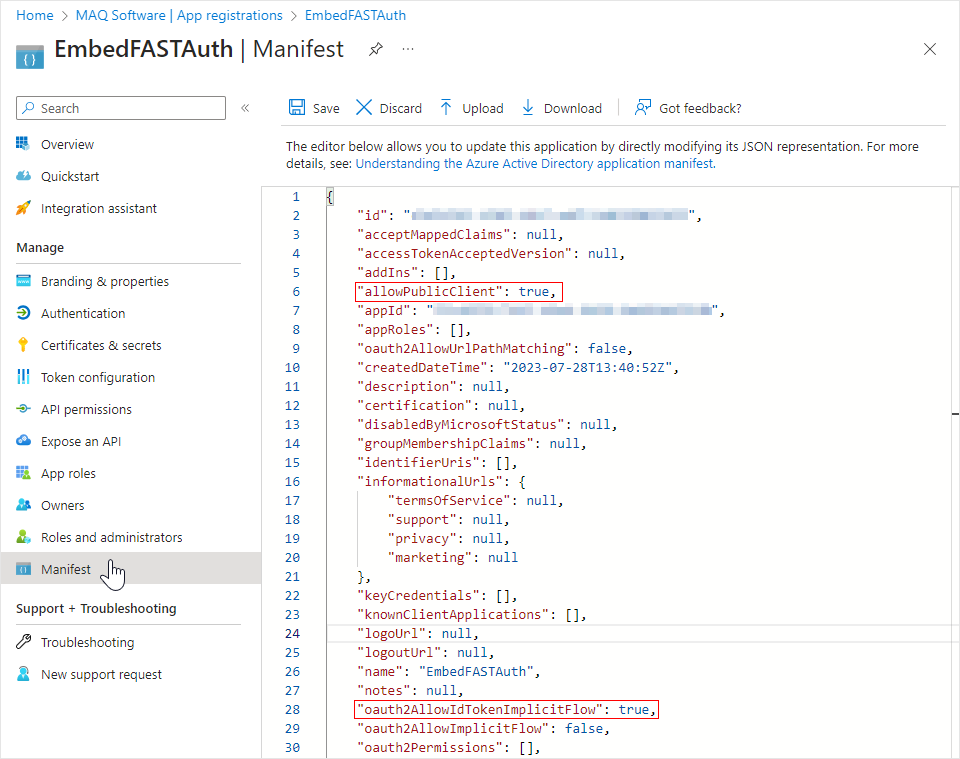 Home > MAQ Software | App registrations > EmbedFASTAuth
EmbedFASTAuth | Manifest
Search
Overview
Quickstart
Integration assistant
Manage
Branding & properties
Authentication
Certificates & secrets
Token configuration
API permissions
Expose an API
App roles
Owners
Roles and administrators
Manifest
Support + Troubleshooting
Troubleshooting
New support request
Save Discard Upload Download Got feedback?
The editor below allows you to update this application by directly modifying its JSON representation. For more
details, see: Understanding the Azure Active Directory application manifest.
1 {
2 "id": "",
3 "acceptMappedClaims": null,
4 "accessTokenAcceptedVersion": null,
5 "addIns": [],
6 "allowPublicClient": true,
7 "appId": "",
8 "appRoles": [],
9 "oauth2AllowUrlPathMatching": false,
10 "createdDateTime": "2023-07-28T13:40:52Z",
11 "description": null,
12 "certification": null,
13 "disabledByMicrosoftStatus": null,
14 "groupMembershipClaims": null,
15 "identifierUris": [],
16 "informationalUrls": {
17 "termsOfService": null,
18 "support": null,
19 "privacy": null,
20 "marketing": null
21 },
22 "keyCredentials": [],
23 "knownClientApplications": [],
24 "logoUrl": null,
25 "logoutUrl": null,
26 "name": "EmbedFASTAuth",
27 "notes": null,
28 "oauth2AllowIdTokenImplicitFlow": true,
29 "oauth2AllowImplicitFlow": false,
30 "oauth2Permissions": [],